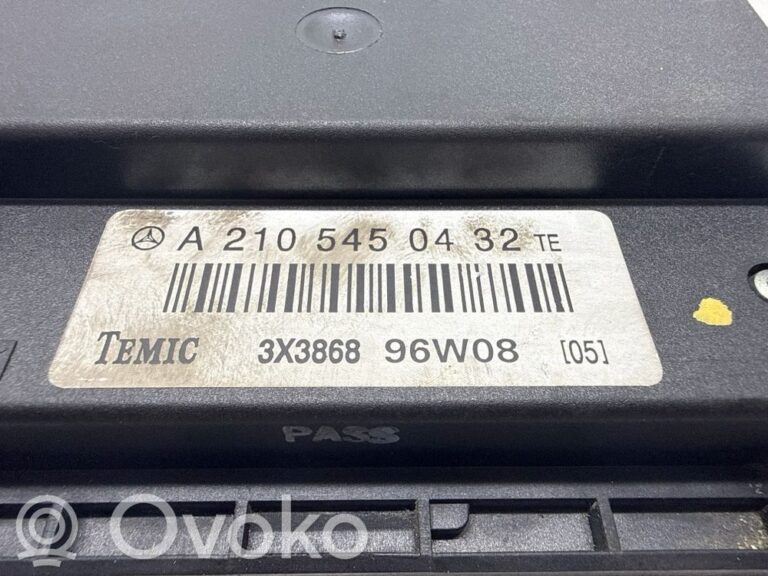 A 210 545 04 32 TE
TEMIC 3X3868 96W08 [05]
PASS
Ovoko